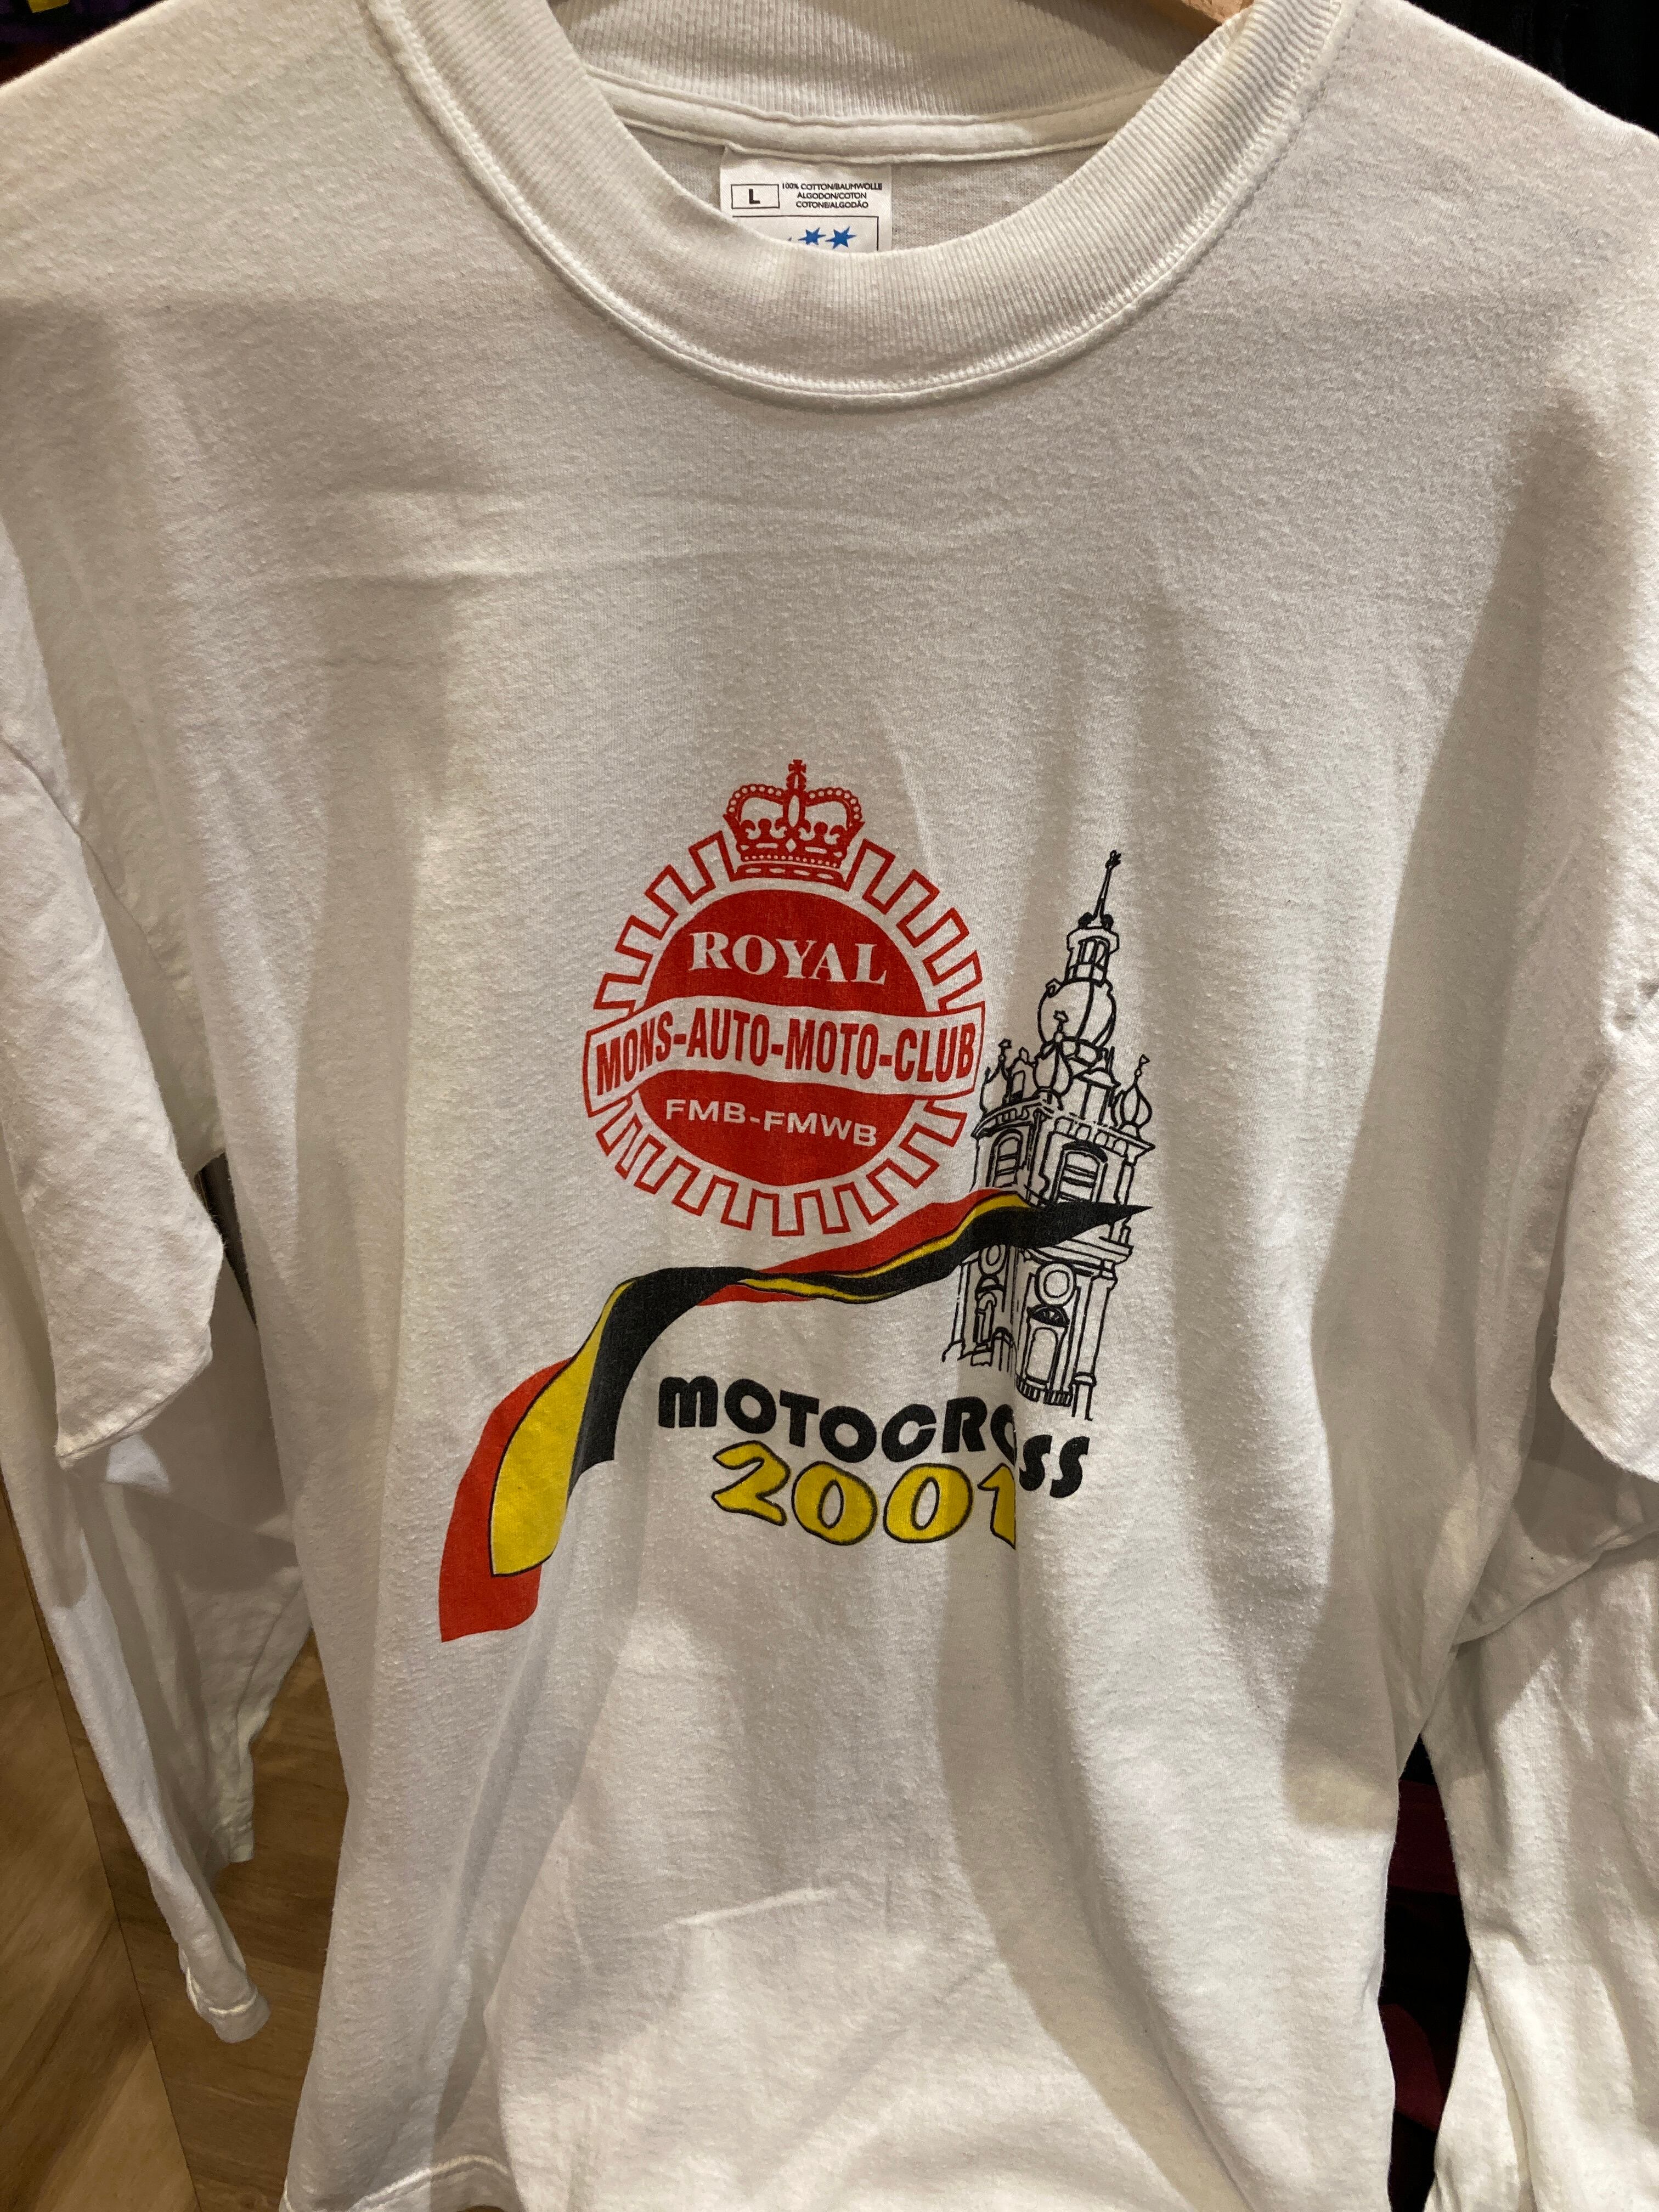 L
100% COTTON/BAUMWOLLE
ALGODON/COTON
COTONE/ALGODÃO
ROYAL
MONS-AUTO-MOTO-CLUB
FMB-FMWB
MOTOCROSS
2001